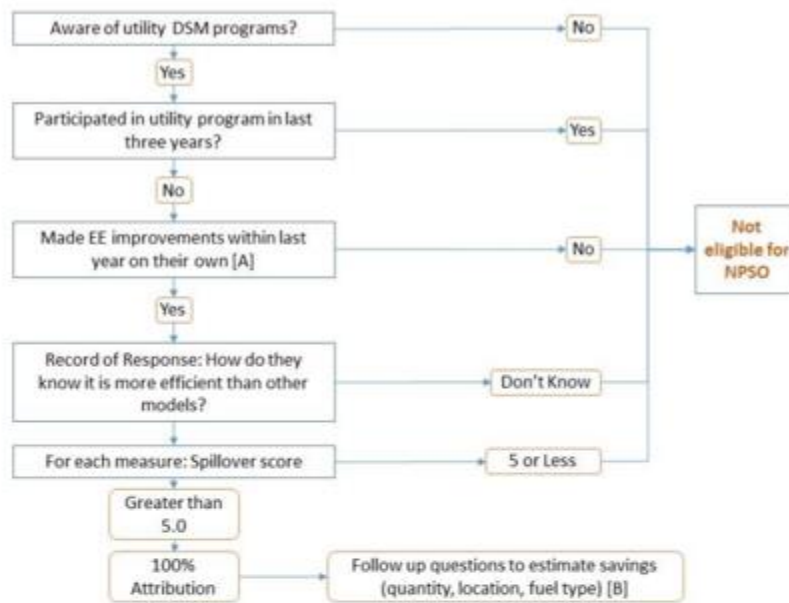 Aware of utility DSM programs?
No
Yes
Participated in utility program in last
three years?
Yes
No
Made EE improvements within last
year on their own [A]
No
Not
eligible for
NPSO
Yes
Record of Response: How do they
know it is more efficient than other
models?
Don't Know
For each measure: Spillover score
5 or Less
Greater than
5.0
100%
Attribution
Follow up questions to estimate savings
(quantity, location, fuel type) [B]